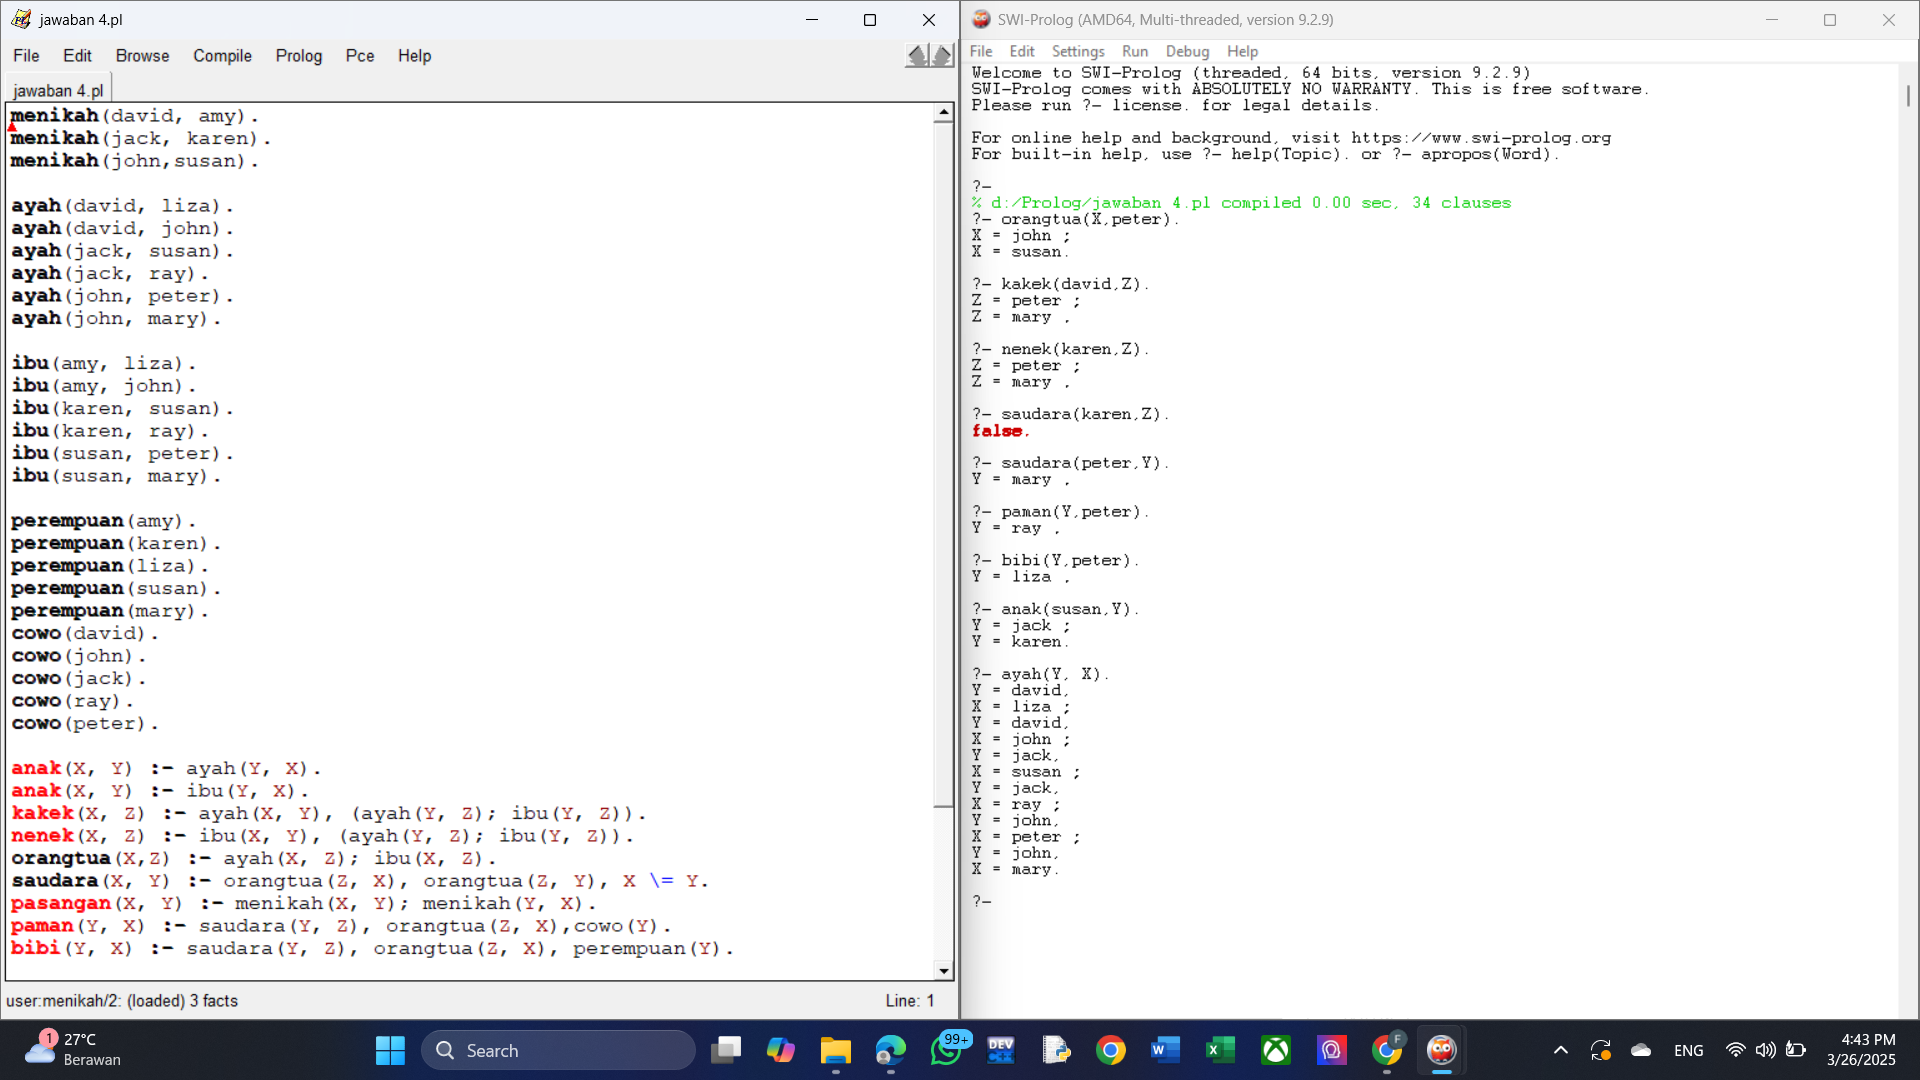 jawaban 4.pl
File Edit Browse Compile Prolog Pce Help
jawaban 4.pl
menikah(david, amy).
menikah(jack, karen).
menikah(john,susan).
ayah(david, liza).
ayah(david, john).
ayah(jack, susan).
ayah(jack, ray).
ayah(john, peter).
ayah(john, mary).
ibu(amy, liza).
ibu(amy, john).
ibu(karen, susan).
ibu(karen, ray).
ibu(susan, peter).
ibu(susan, mary).
perempuan(amy).
perempuan(karen).
perempuan(liza).
perempuan(susan).
perempuan(mary).
cowo(david).
cowo(john).
cowo(jack).
cowo(ray).
cowo(peter).
anak(X, Y) :- ayah(Y, X).
anak(X, Y) :- ibu(Y, X).
kakek(X, Z) :- ayah(X, Y), (ayah(Y, Z); ibu(Y, Z)).
nenek(X, Z) :- ibu(X, Y), (ayah(Y, Z); ibu(Y, Z)).
orangtua(X,Z) :- ayah(X, Z); ibu(X, Z).
saudara(X, Y) :- orangtua(Z, X), orangtua(Z, Y), X \= Y.
pasangan(X, Y) :- menikah(X, Y); menikah(Y, X).
paman(Y, X) :- saudara(Y, Z), orangtua(Z, X),cowo(Y).
bibi(Y, X) :- saudara(Y, Z), orangtua(Z, X), perempuan(Y).
user:menikah/2: (loaded) 3 facts Line: 1
SWI-Prolog (AMD64, Multi-threaded, version 9.2.9)
File Edit Settings Run Debug Help
Welcome to SWI-Prolog (threaded, 64 bits, version 9.2.9)
SWI-Prolog comes with ABSOLUTELY NO WARRANTY. This is free software.
Please run ?- license. for legal details.
For online help and background, visit https://www.swi-prolog.org
For built-in help, use ?- help(Topic). or ?- apropos(Word).
?-
% d:/Prolog/jawaban 4.pl compiled 0.00 sec, 34 clauses
?- orangtua(X,peter).
X = john ;
X = susan.
?- kakek(david,Z).
Z = peter ;
Z = mary .
?- nenek(karen,Z).
Z = peter ;
Z = mary .
?- saudara(karen,Z).
false.
?- saudara(peter,Y).
Y = mary .
?- paman(Y,peter).
Y = ray .
?- bibi(Y,peter).
Y = liza .
?- anak(susan,Y).
Y = jack ;
Y = karen.
?- ayah(Y, X).
Y = david,
X = liza ;
Y = david,
X = john ;
Y = jack,
X = susan ;
Y = jack,
X = ray ;
Y = john,
X = peter ;
Y = john,
X = mary.
?-
1
27°C
Berawan
Search
99+
DEV
F
ENG
4:43 PM
3/26/2025